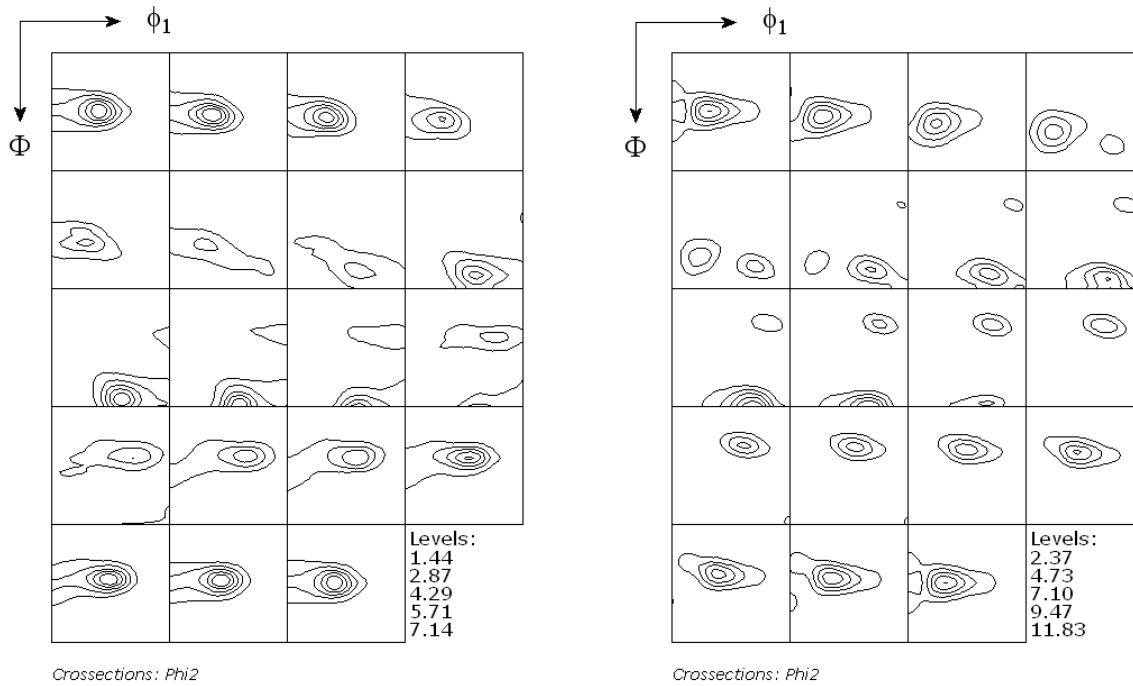 ϕ₁
Φ
Levels:
1.44
2.87
4.29
5.71
7.14
Crossections: Phi2
ϕ₁
Φ
Levels:
2.37
4.73
7.10
9.47
11.83
Crossections: Phi2